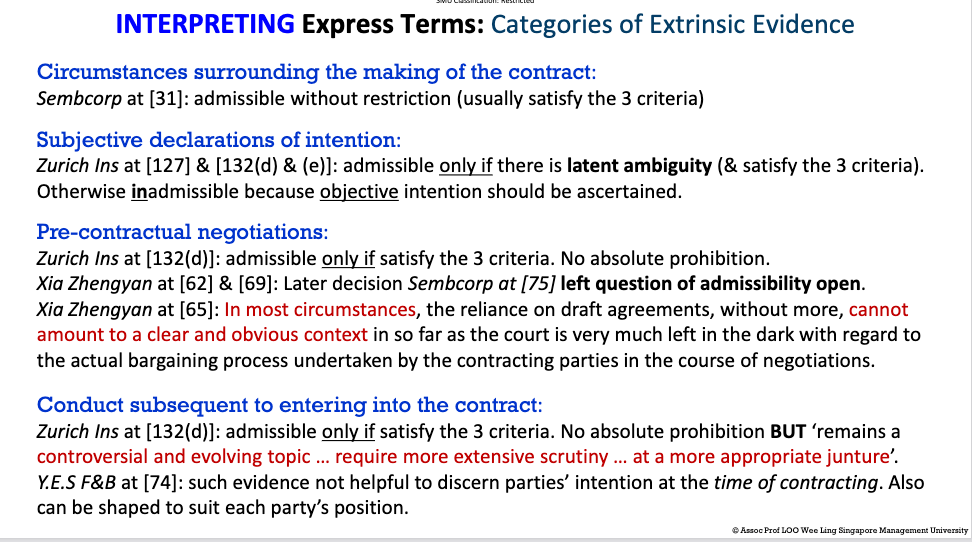 SMU Classification: Restricted
INTERPRETING Express Terms: Categories of Extrinsic Evidence
Circumstances surrounding the making of the contract:
Sembcorp at [31]: admissible without restriction (usually satisfy the 3 criteria)
Subjective declarations of intention:
Zurich Ins at [127] & [132(d) & (e)]: admissible only if there is latent ambiguity (& satisfy the 3 criteria).
Otherwise inadmissible because objective intention should be ascertained.
Pre-contractual negotiations:
Zurich Ins at [132(d)]: admissible only if satisfy the 3 criteria. No absolute prohibition.
Xia Zhengyan at [62] & [69]: Later decision Sembcorp at [75] left question of admissibility open.
Xia Zhengyan at [65]: In most circumstances, the reliance on draft agreements, without more, cannot
amount to a clear and obvious context in so far as the court is very much left in the dark with regard to
the actual bargaining process undertaken by the contracting parties in the course of negotiations.
Conduct subsequent to entering into the contract:
Zurich Ins at [132(d)]: admissible only if satisfy the 3 criteria. No absolute prohibition BUT ‘remains a
controversial and evolving topic … require more extensive scrutiny … at a more appropriate junture’.
Y.E.S F&B at [74]: such evidence not helpful to discern parties’ intention at the time of contracting. Also
can be shaped to suit each party’s position.
© Assoc Prof LOO Wee Ling Singapore Management University